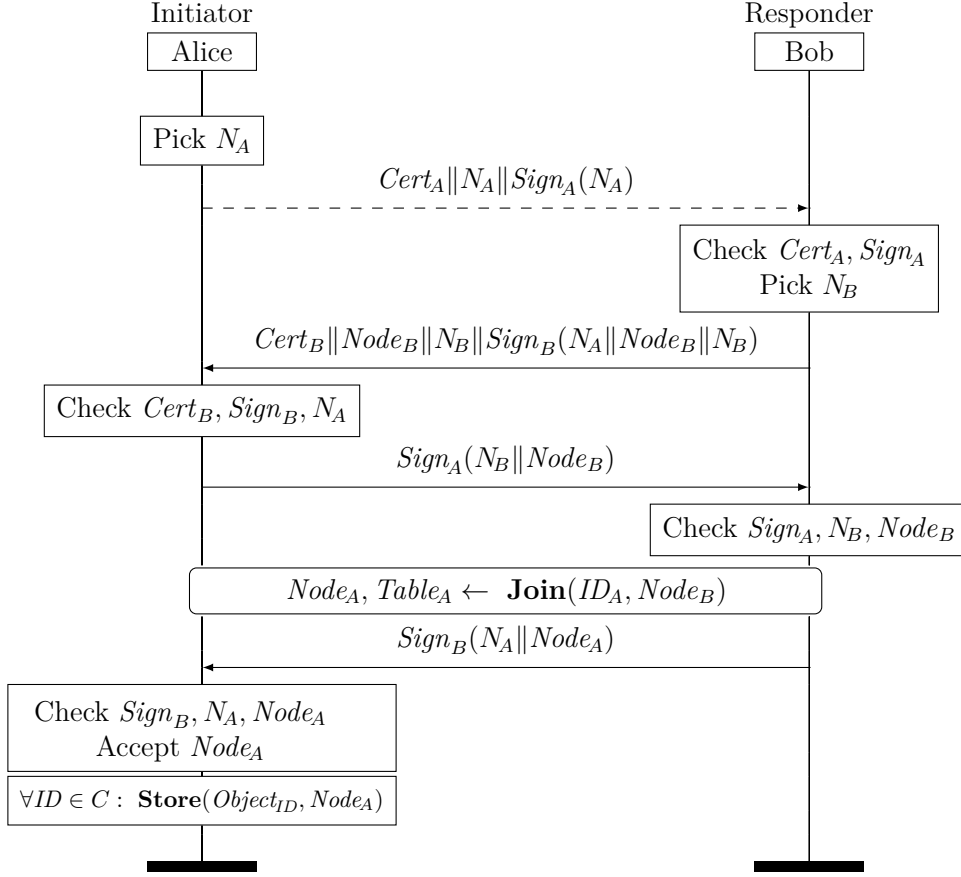 Initiator Responder
Alice Bob
Pick N_A
Cert_A‖N_A‖Sign_A(N_A)
Check Cert_A, Sign_A
Pick N_B
Cert_B‖Node_B‖N_B‖Sign_B(N_A‖Node_B‖N_B)
Check Cert_B, Sign_B, N_A
Sign_A(N_B‖Node_B)
Check Sign_A, N_B, Node_B
Node_A, Table_A ← Join(ID_A, Node_B)
Sign_B(N_A‖Node_A)
Check Sign_B, N_A, Node_A
Accept Node_A
∀ID ∈ C : Store(Object_ID, Node_A)